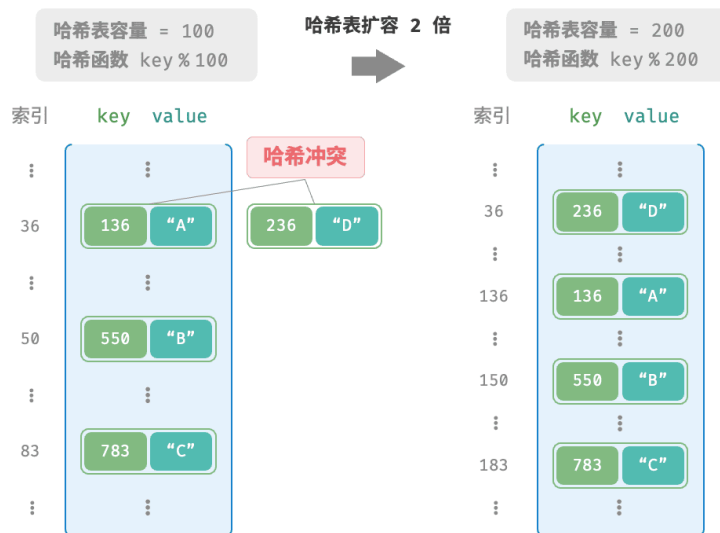 哈希表容量 = 100
哈希函数 key % 100
哈希表扩容 2 倍
哈希表容量 = 200
哈希函数 key % 200
索引 key value
哈希冲突
36 136 “A” 236 “D”
50 550 “B”
83 783 “C”
索引 key value
36 236 “D”
136 136 “A”
150 550 “B”
183 783 “C”